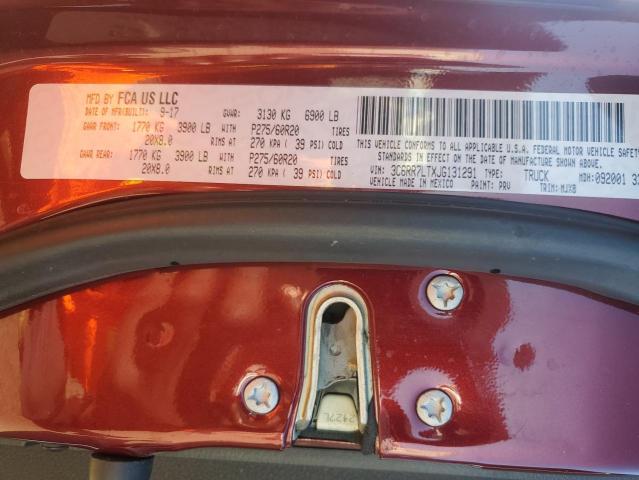 MFD BY FCA US LLC
DATE OF MFR(BUILT): 9-17 GVWR: 3130 KG 6900 LB
GAWR FRONT: 1770 KG 3900 LB WITH P275/60R20 TIRES
20X8.0 RIMS AT 270 KPA ( 39 PSI) COLD
GAWR REAR: 1770 KG 3900 LB WITH P275/60R20 TIRES
20X8.0 RIMS AT 270 KPA ( 39 PSI) COLD
THIS VEHICLE CONFORMS TO ALL APPLICABLE U.S.A. FEDERAL MOTOR VEHICLE SAFETY
STANDARDS IN EFFECT ON THE DATE OF MANUFACTURE SHOWN ABOVE.
VIN: 3C6RR7LTXJG131291 TYPE: TRUCK MDH: 092001
VEHICLE MADE IN MEXICO PAINT: PRV TRIM: MJX8
2427L